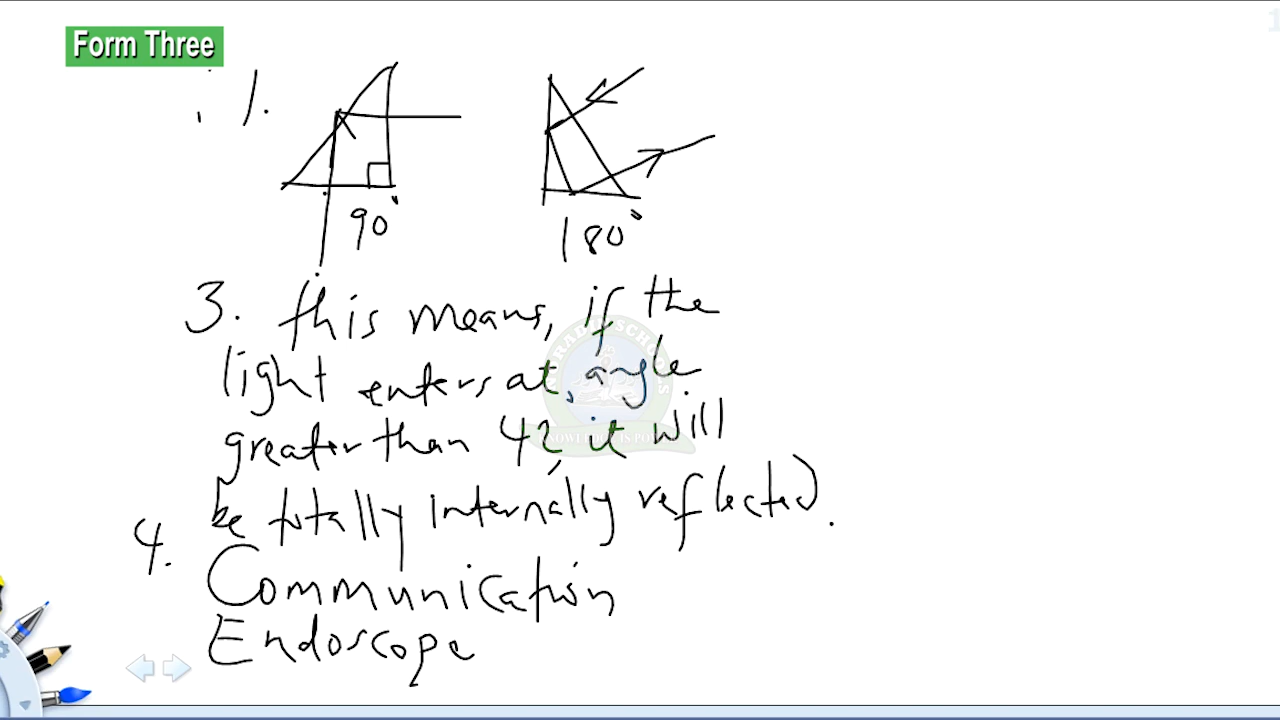 Form Three
1.
90°
180°
3. this means, if the
light enters at, angle
greater than 42, it will
be totally internally reflected.
4.
Communication
Endoscope